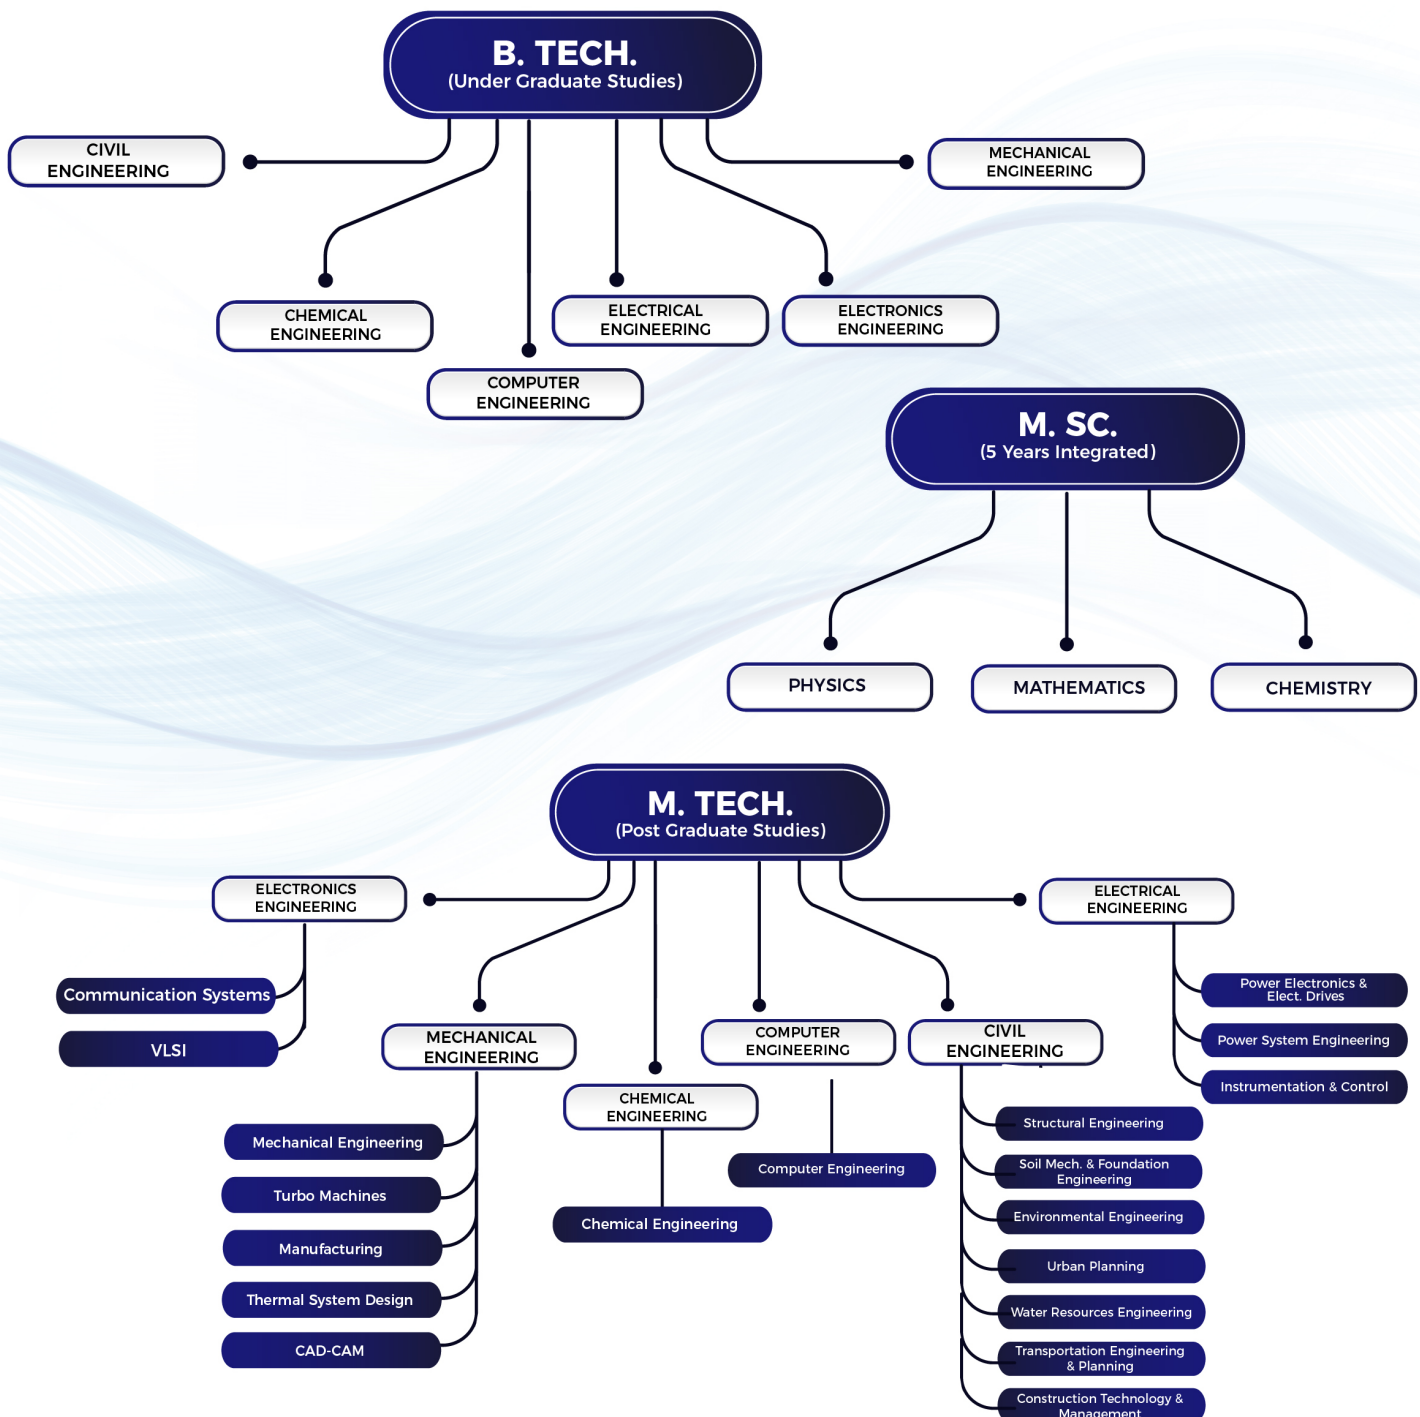 B. TECH.
(Under Graduate Studies)
CIVIL
ENGINEERING
MECHANICAL
ENGINEERING
CHEMICAL
ENGINEERING
ELECTRICAL
ENGINEERING
ELECTRONICS
ENGINEERING
COMPUTER
ENGINEERING
M. SC.
(5 Years Integrated)
PHYSICS
MATHEMATICS
CHEMISTRY
M. TECH.
(Post Graduate Studies)
ELECTRONICS
ENGINEERING
Communication Systems
VLSI
MECHANICAL
ENGINEERING
Mechanical Engineering
Turbo Machines
Manufacturing
Thermal System Design
CAD-CAM
CHEMICAL
ENGINEERING
Chemical Engineering
COMPUTER
ENGINEERING
Computer Engineering
CIVIL
ENGINEERING
Structural Engineering
Soil Mech. & Foundation
Engineering
Environmental Engineering
Urban Planning
Water Resources Engineering
Transportation Engineering
& Planning
Construction Technology &
Management
ELECTRICAL
ENGINEERING
Power Electronics &
Elect. Drives
Power System Engineering
Instrumentation & Control